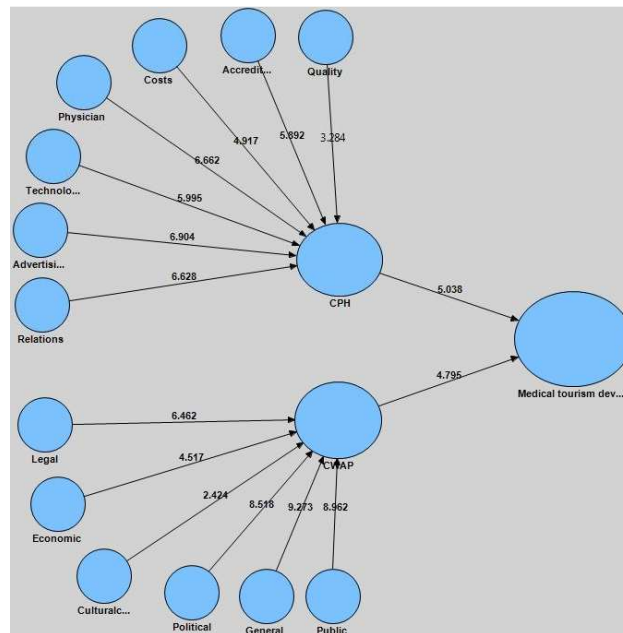 Costs
Accredit...
Quality
Physician
4.917
5.892
3.284
6.662
Technolo...
5.995
Advertisi...
6.904
6.628
Relations
CPH
5.038
Medical tourism dev...
4.795
Legal
6.462
CWAP
4.517
Economic
2.424
8.518
9.273
8.962
Culturalc...
Political
General
Public